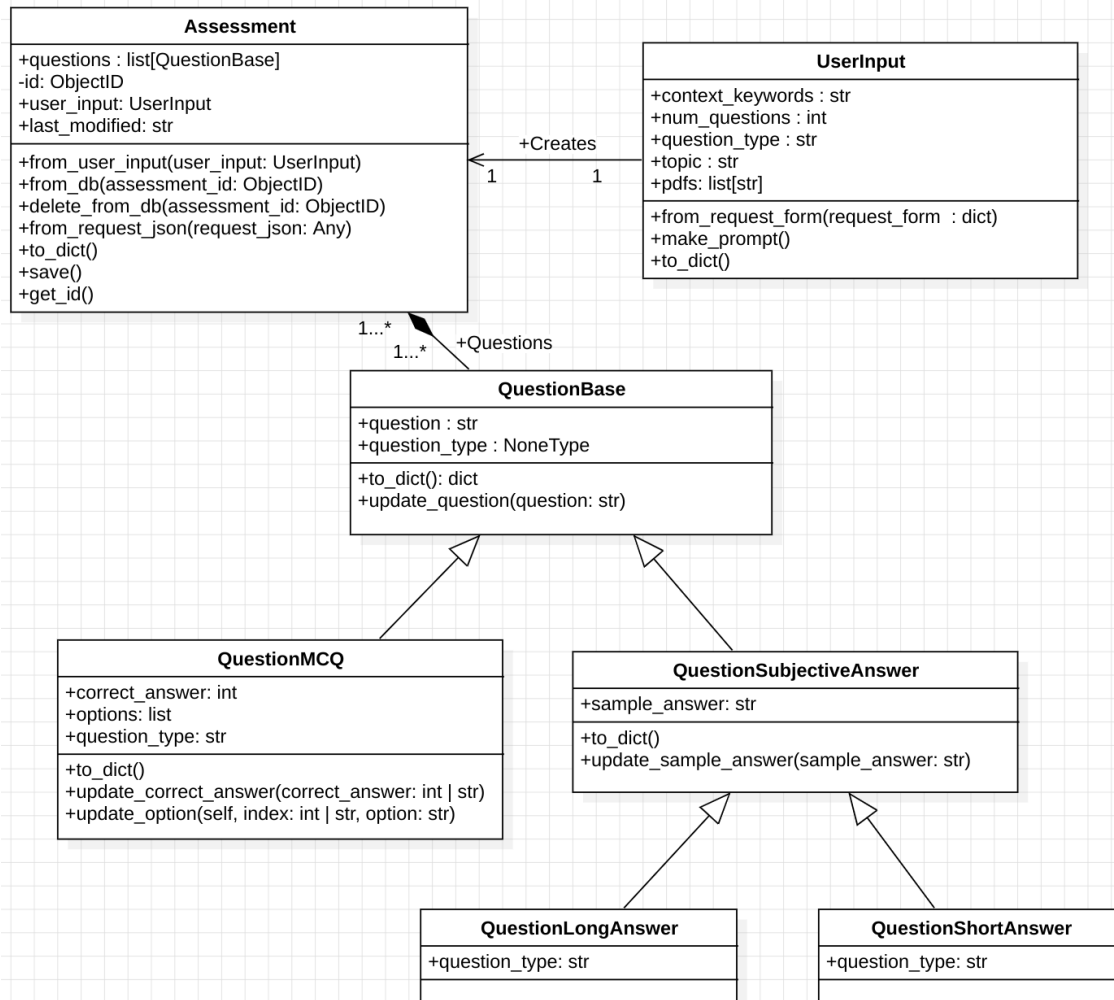 Assessment
+questions : list[QuestionBase]
-id: ObjectID
+user_input: UserInput
+last_modified: str
+from_user_input(user_input: UserInput)
+from_db(assessment_id: ObjectID)
+delete_from_db(assessment_id: ObjectID)
+from_request_json(request_json: Any)
+to_dict()
+save()
+get_id()
+Creates
1
1
UserInput
+context_keywords : str
+num_questions : int
+question_type : str
+topic : str
+pdfs: list[str]
+from_request_form(request_form : dict)
+make_prompt()
+to_dict()
1...*
1...*
+Questions
QuestionBase
+question : str
+question_type : NoneType
+to_dict(): dict
+update_question(question: str)
QuestionMCQ
+correct_answer: int
+options: list
+question_type: str
+to_dict()
+update_correct_answer(correct_answer: int | str)
+update_option(self, index: int | str, option: str)
QuestionSubjectiveAnswer
+sample_answer: str
+to_dict()
+update_sample_answer(sample_answer: str)
QuestionLongAnswer
+question_type: str
QuestionShortAnswer
+question_type: str